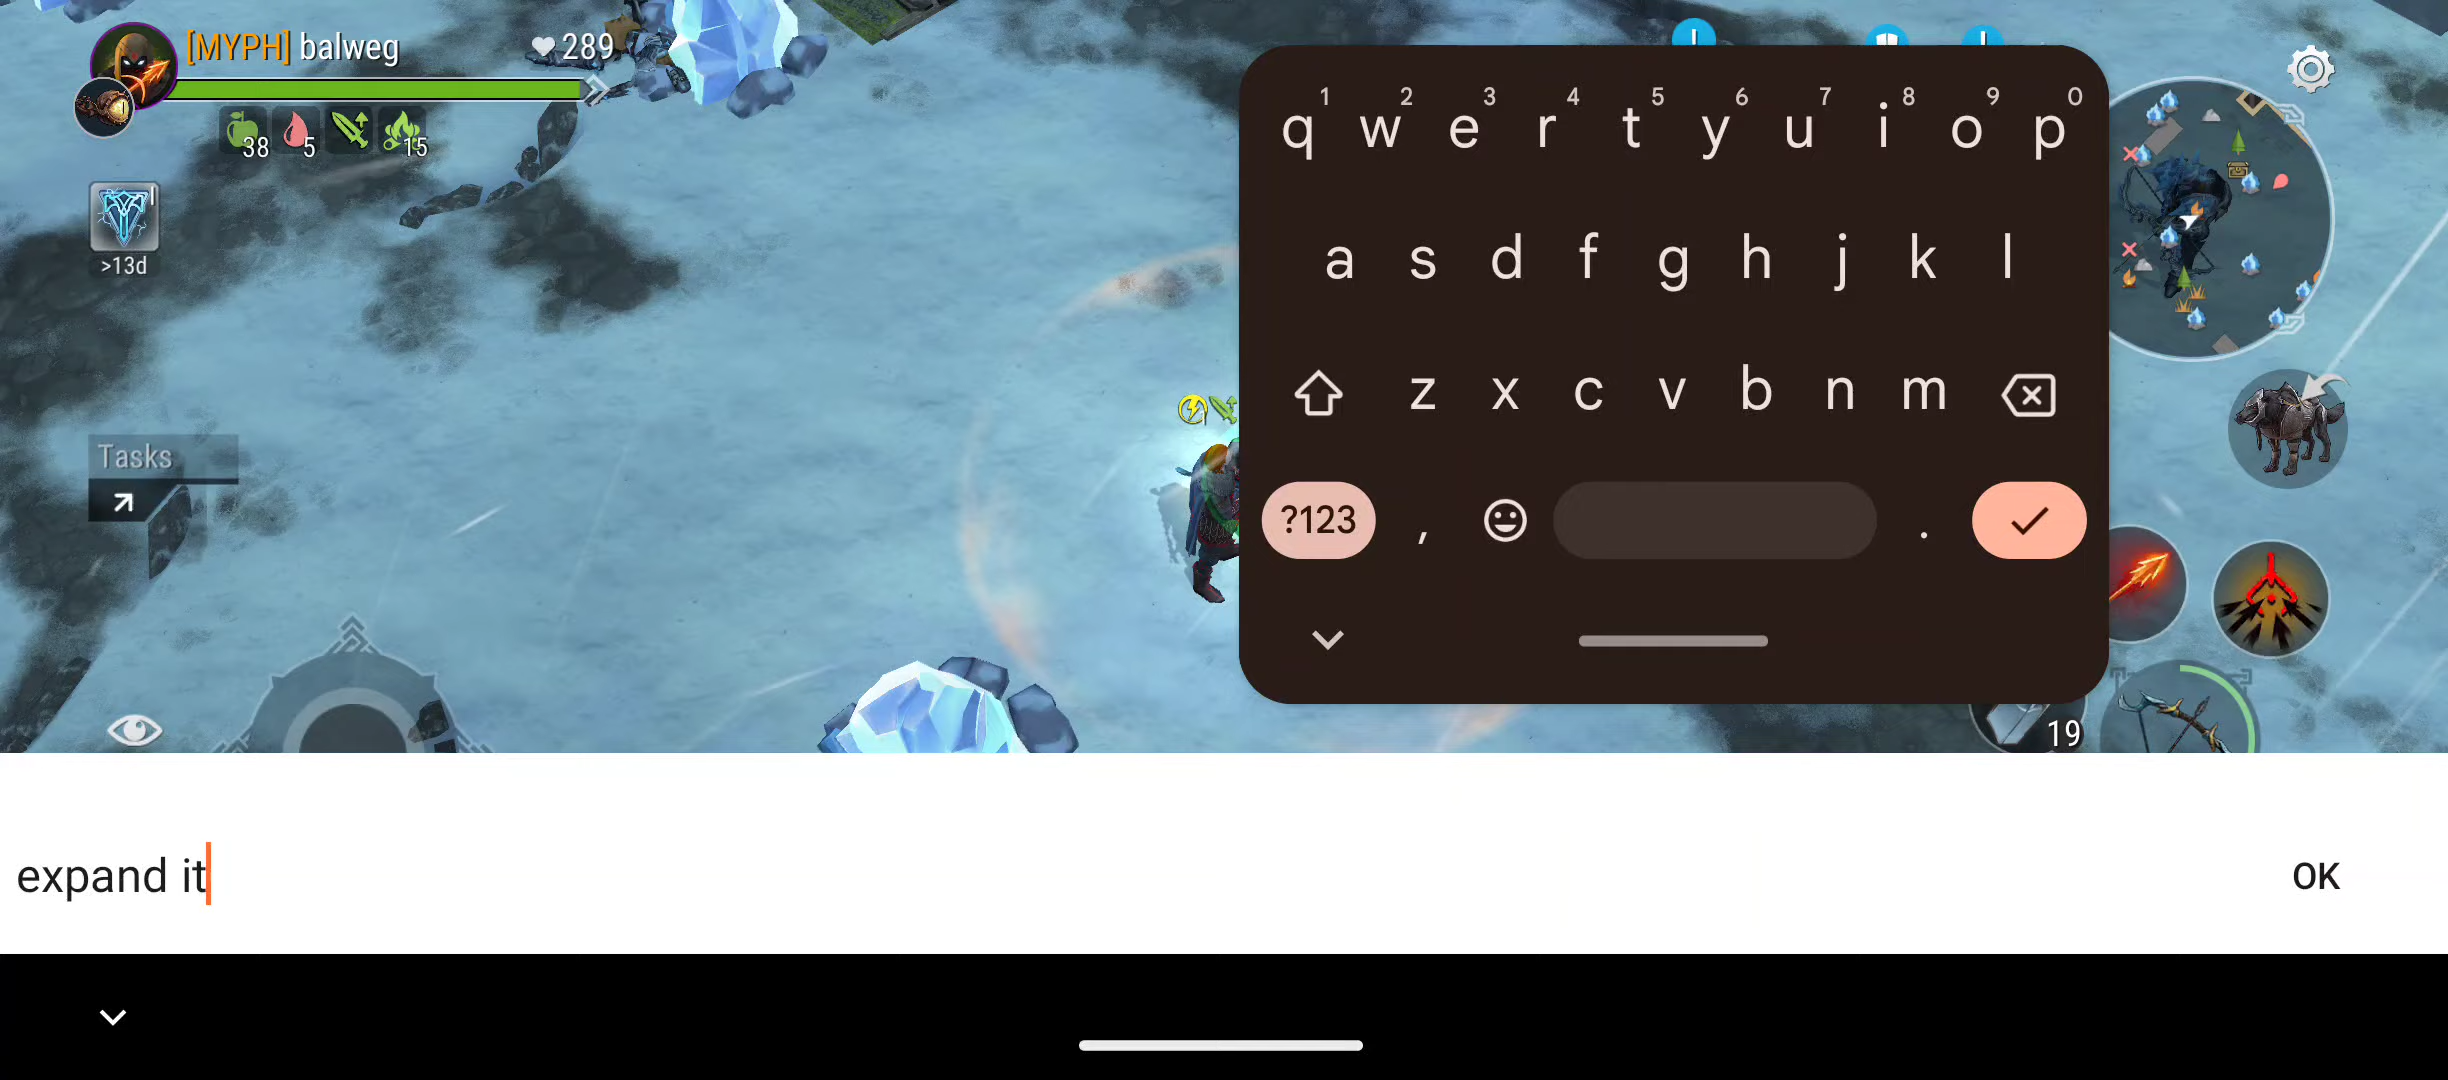 [MYPH] balweg
289
38
5
15
>13d
Tasks
1 2 3 4 5 6 7 8 9 0
q w e r t y u i o p
a s d f g h j k l
z x c v b n m
?123 , .
19
expand it
OK